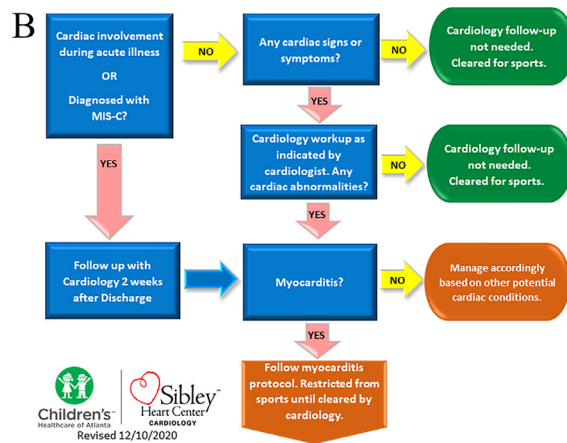 B
Cardiac involvement
during acute illness
OR
Diagnosed with
MIS-C?
NO
Any cardiac signs or
symptoms?
NO
Cardiology follow-up
not needed.
Cleared for sports.
YES
YES
Cardiology workup as
indicated by
cardiologist. Any
cardiac abnormalities?
NO
Cardiology follow-up
not needed.
Cleared for sports.
YES
Follow up with
Cardiology 2 weeks
after Discharge
Myocarditis?
NO
Manage accordingly
based on other potential
cardiac conditions.
YES
Follow myocarditis
protocol. Restricted from
sports until cleared by
cardiology.
Children's™
Healthcare of Atlanta
Sibley™
Heart Center
CARDIOLOGY
Revised 12/10/2020